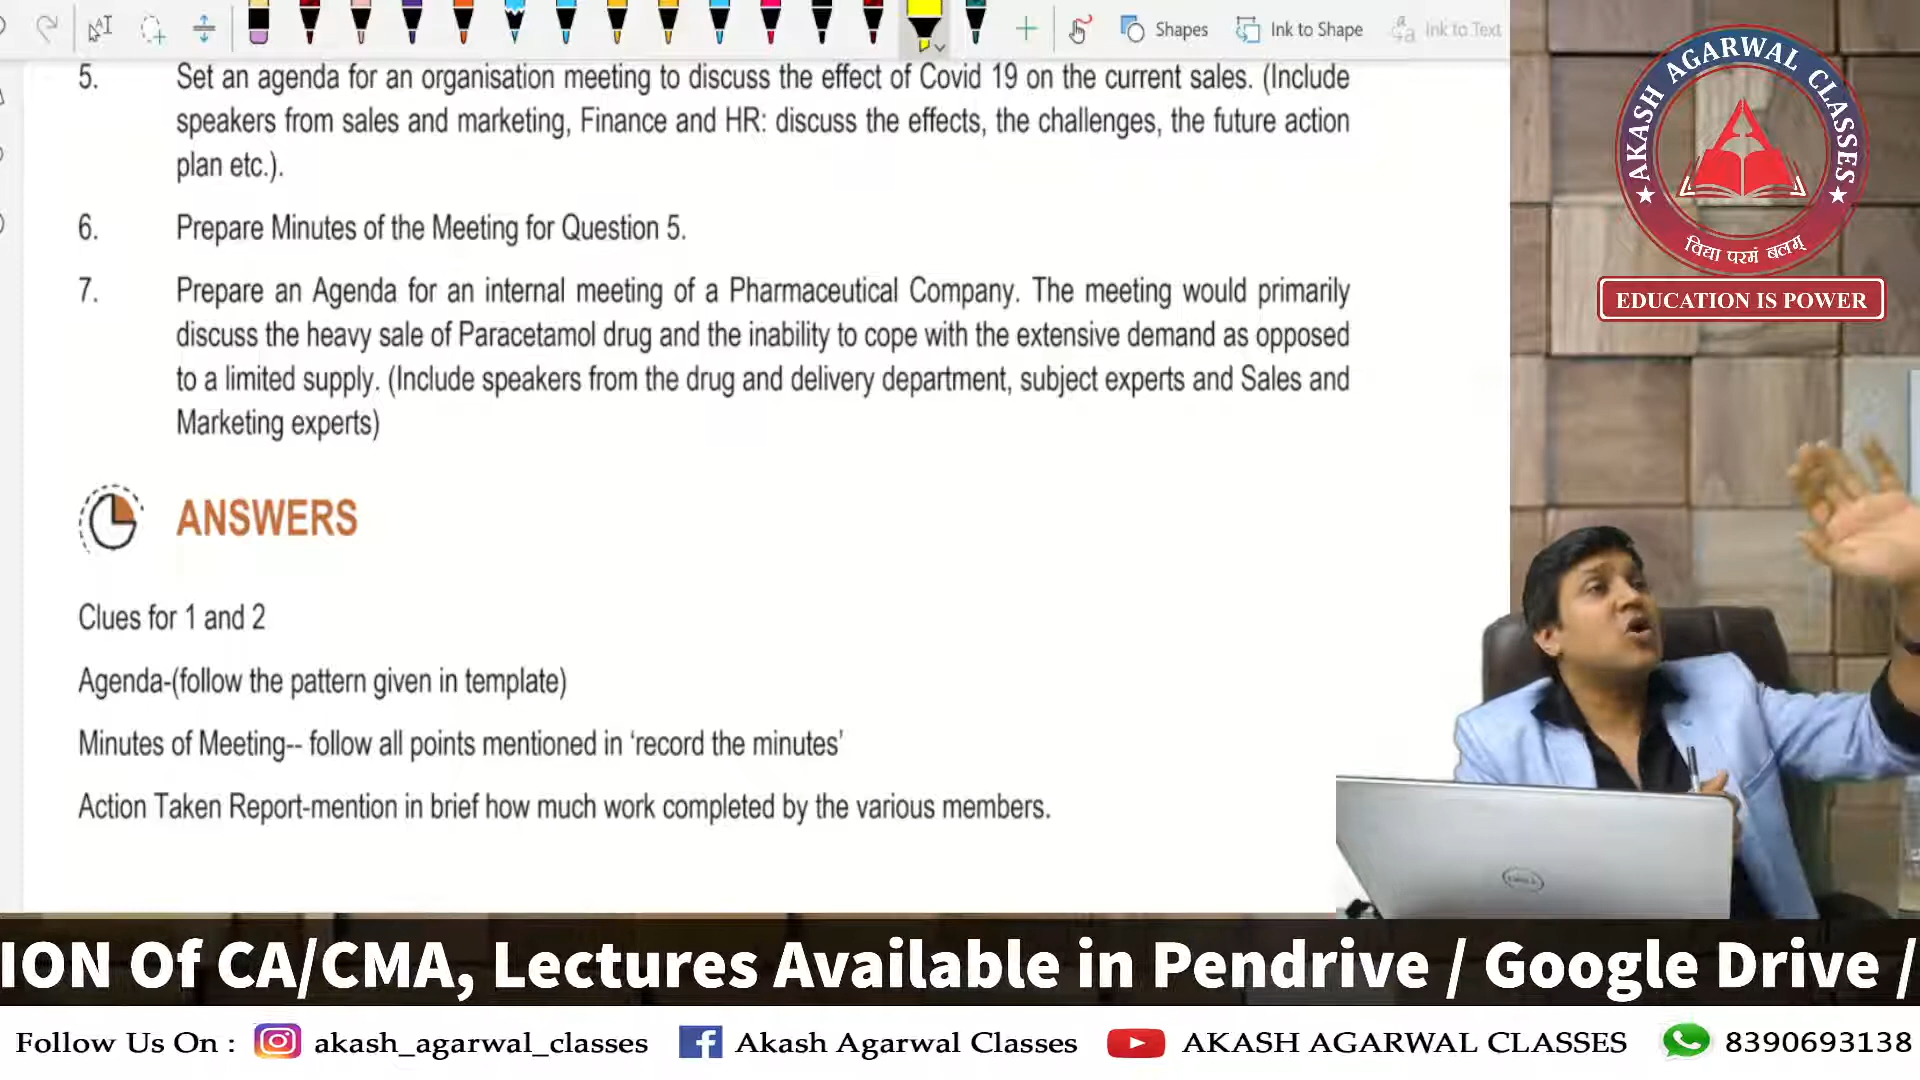 Shapes
Ink to Shape
Ink to Text
5. Set an agenda for an organisation meeting to discuss the effect of Covid 19 on the current sales. (Include
speakers from sales and marketing, Finance and HR: discuss the effects, the challenges, the future action
plan etc.).
6. Prepare Minutes of the Meeting for Question 5.
7. Prepare an Agenda for an internal meeting of a Pharmaceutical Company. The meeting would primarily
discuss the heavy sale of Paracetamol drug and the inability to cope with the extensive demand as opposed
to a limited supply. (Include speakers from the drug and delivery department, subject experts and Sales and
Marketing experts)
ANSWERS
Clues for 1 and 2
Agenda-(follow the pattern given in template)
Minutes of Meeting-- follow all points mentioned in ‘record the minutes’
Action Taken Report-mention in brief how much work completed by the various members.
AKASH AGARWAL CLASSES
विद्या परमं बलम्
EDUCATION IS POWER
DELL
ION Of CA/CMA, Lectures Available in Pendrive / Google Drive /
Follow Us On : akash_agarwal_classes Akash Agarwal Classes AKASH AGARWAL CLASSES 8390693138